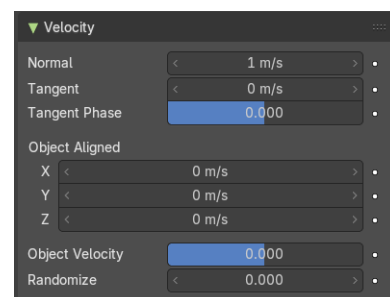 Velocity
Normal 1 m/s
Tangent 0 m/s
Tangent Phase 0.000
Object Aligned
X 0 m/s
Y 0 m/s
Z 0 m/s
Object Velocity 0.000
Randomize 0.000